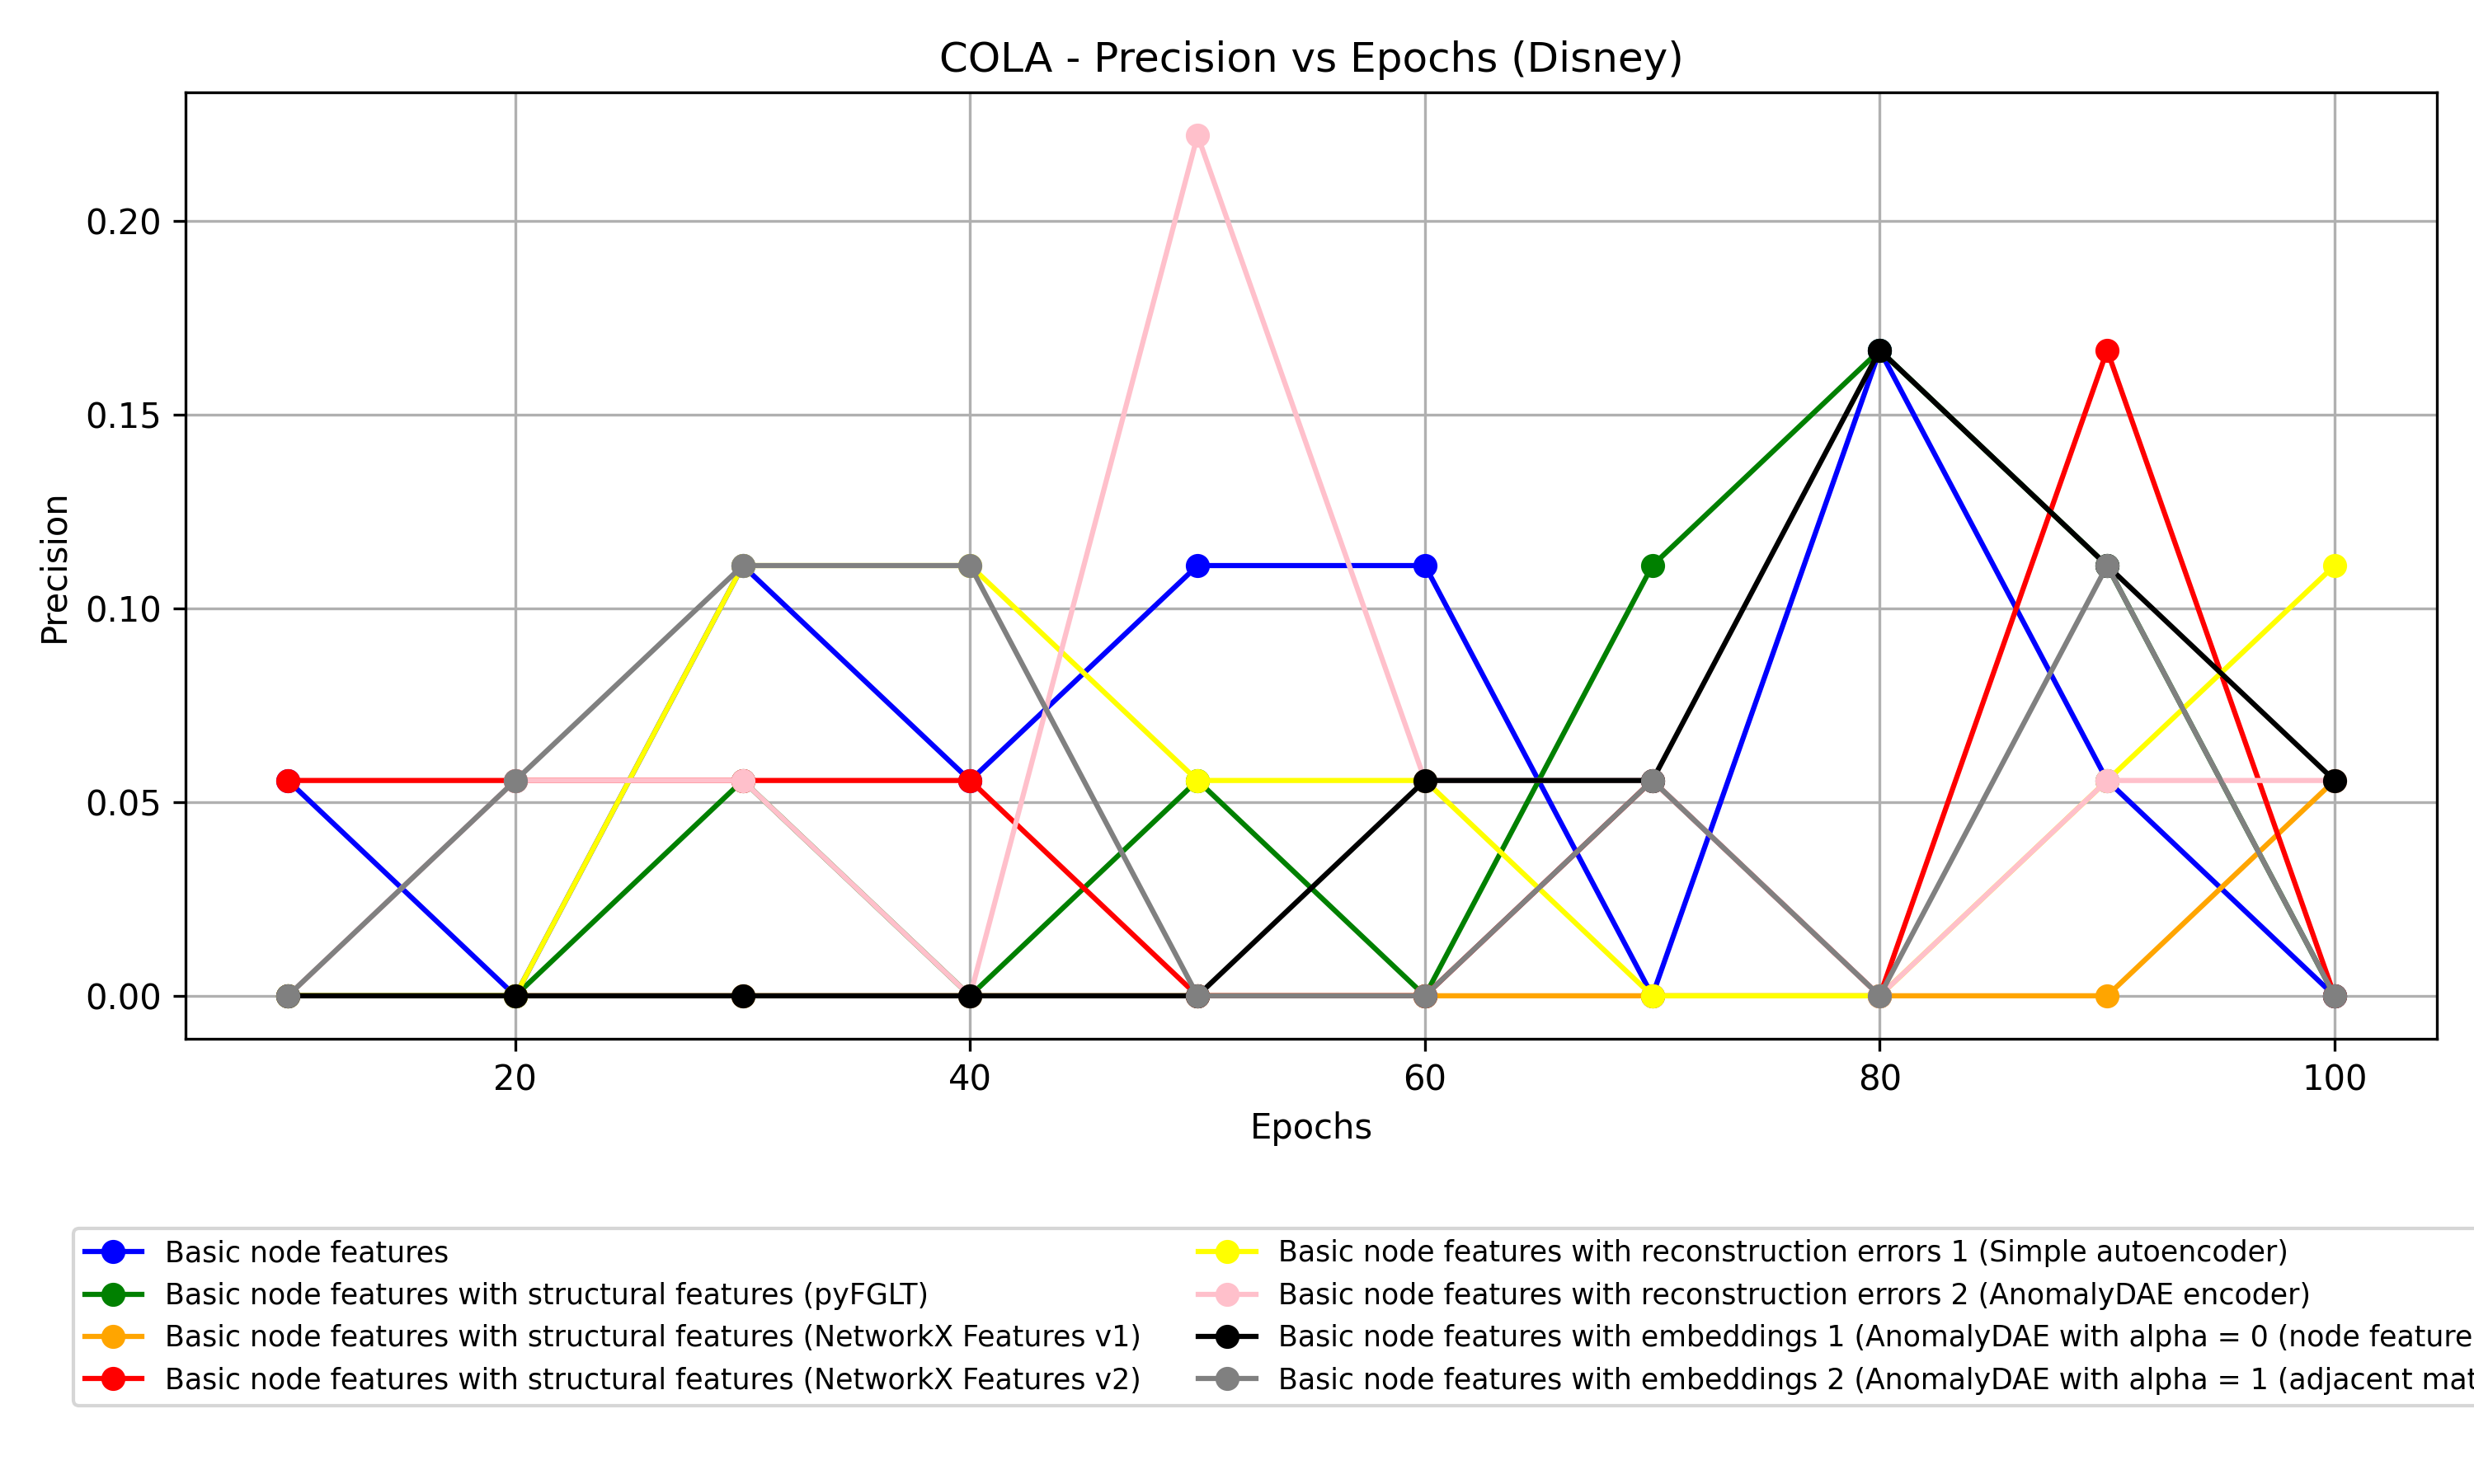 COLA - Precision vs Epochs (Disney)
0.20
0.15
0.10
0.05
0.00
Precision
20 40 60 80 100
Epochs
Basic node features
Basic node features with structural features (pyFGLT)
Basic node features with structural features (NetworkX Features v1)
Basic node features with structural features (NetworkX Features v2)
Basic node features with reconstruction errors 1 (Simple autoencoder)
Basic node features with reconstruction errors 2 (AnomalyDAE encoder)
Basic node features with embeddings 1 (AnomalyDAE with alpha = 0 (node feature
Basic node features with embeddings 2 (AnomalyDAE with alpha = 1 (adjacent mat